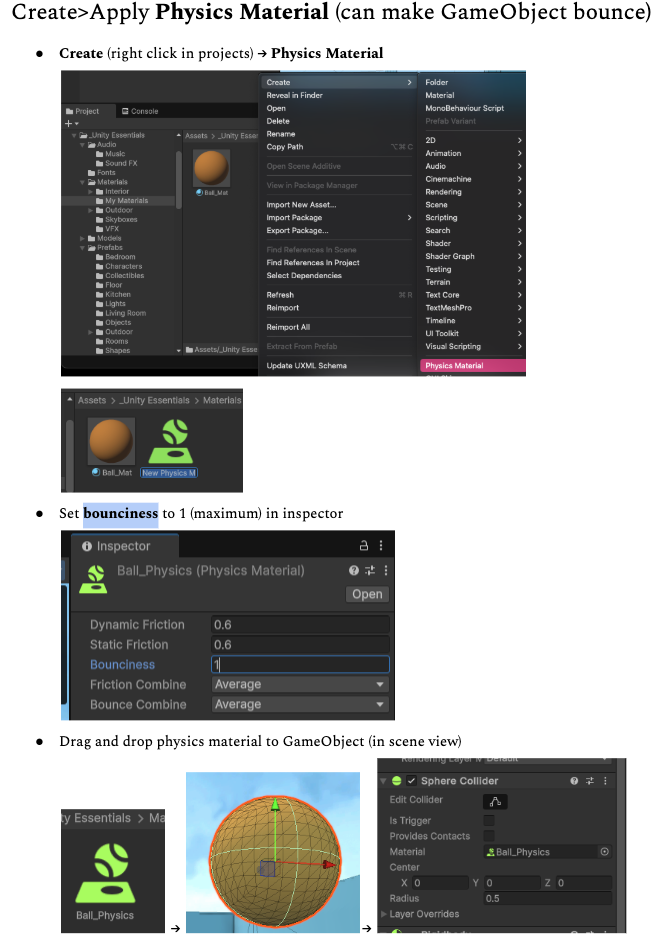 Create>Apply Physics Material (can make GameObject bounce)
● Create (right click in projects) → Physics Material
Project
Console
_Unity Essentials
Audio
Music
Sound FX
Fonts
Materials
Interior
My Materials
Outdoor
Skyboxes
VFX
Models
Prefabs
Bedroom
Characters
Collectibles
Floor
Kitchen
Lights
Living Room
Objects
Outdoor
Rooms
Shapes
Assets > _Unity Esse
Ball_Mat
Assets/_Unity Esse
Create >
Reveal in Finder
Open
Delete
Rename
Copy Path ⌥⌘C
Open Scene Additive
View in Package Manager
Import New Asset...
Import Package >
Export Package...
Find References In Scene
Find References In Project
Select Dependencies
Refresh ⌘R
Reimport
Reimport All
Extract From Prefab
Update UXML Schema
Folder
Material
MonoBehaviour Script
Prefab Variant
2D >
Animation >
Audio >
Cinemachine >
Rendering >
Scene >
Scripting >
Search >
Shader >
Shader Graph >
Testing >
Terrain >
Text Core >
TextMeshPro >
Timeline >
UI Toolkit >
Visual Scripting >
Physics Material
Assets > _Unity Essentials > Materials
Ball_Mat
New Physics M
● Set bounciness to 1 (maximum) in inspector
Inspector
Ball_Physics (Physics Material)
Open
Dynamic Friction 0.6
Static Friction 0.6
Bounciness 1
Friction Combine Average
Bounce Combine Average
● Drag and drop physics material to GameObject (in scene view)
ty Essentials > Ma
Ball_Physics
→
→
Rendering Layer M Default
Sphere Collider
Edit Collider
Is Trigger
Provides Contacts
Material Ball_Physics
Center
X 0 Y 0 Z 0
Radius 0.5
Layer Overrides